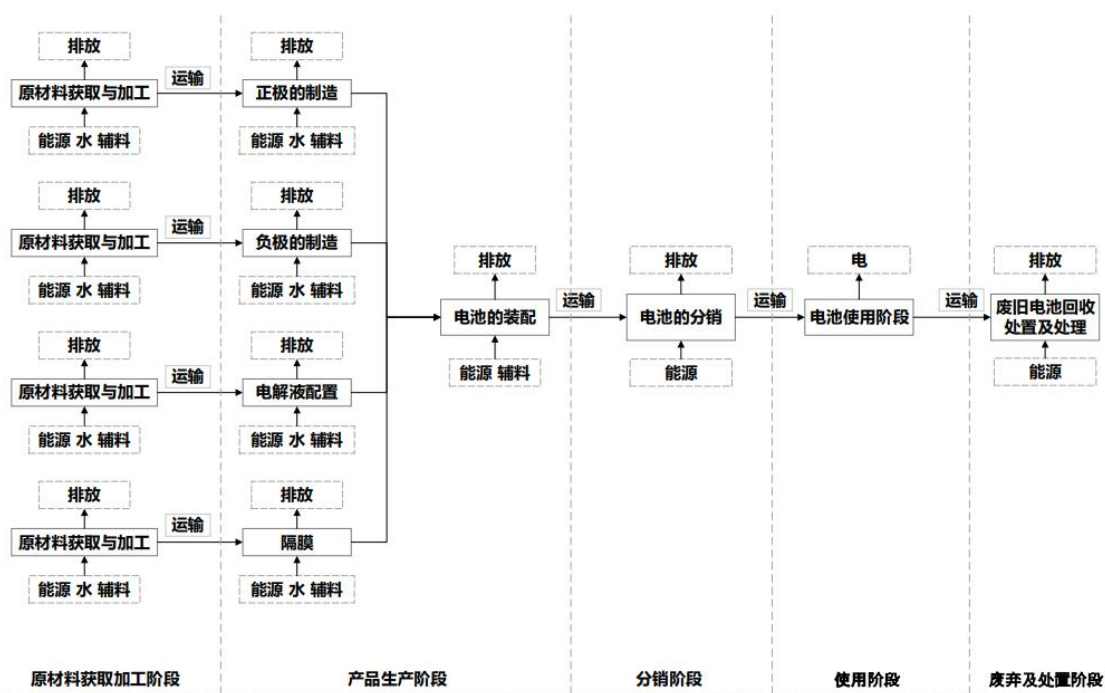 排放
排放
运输
原材料获取与加工
正极的制造
能源 水 辅料
能源 水 辅料
排放
排放
运输
原材料获取与加工
负极的制造
能源 水 辅料
能源 水 辅料
排放
电
排放
排放
运输
运输
运输
电池的装配
电池的分销
电池使用阶段
废旧电池回收
处置及处理
能源 辅料
能源
能源
排放
排放
运输
原材料获取与加工
电解液配置
能源 水 辅料
能源 水 辅料
排放
排放
运输
原材料获取与加工
隔膜
能源 水 辅料
能源 水 辅料
原材料获取加工阶段
产品生产阶段
分销阶段
使用阶段
废弃及处置阶段